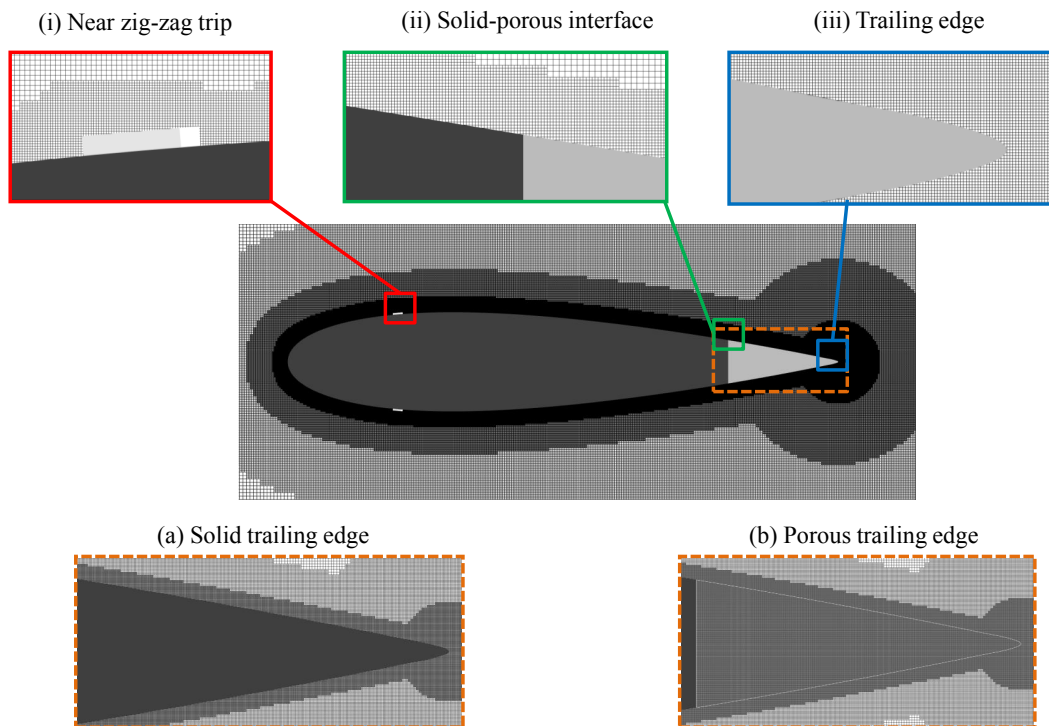 (i) Near zig-zag trip
(ii) Solid-porous interface
(iii) Trailing edge
(a) Solid trailing edge
(b) Porous trailing edge